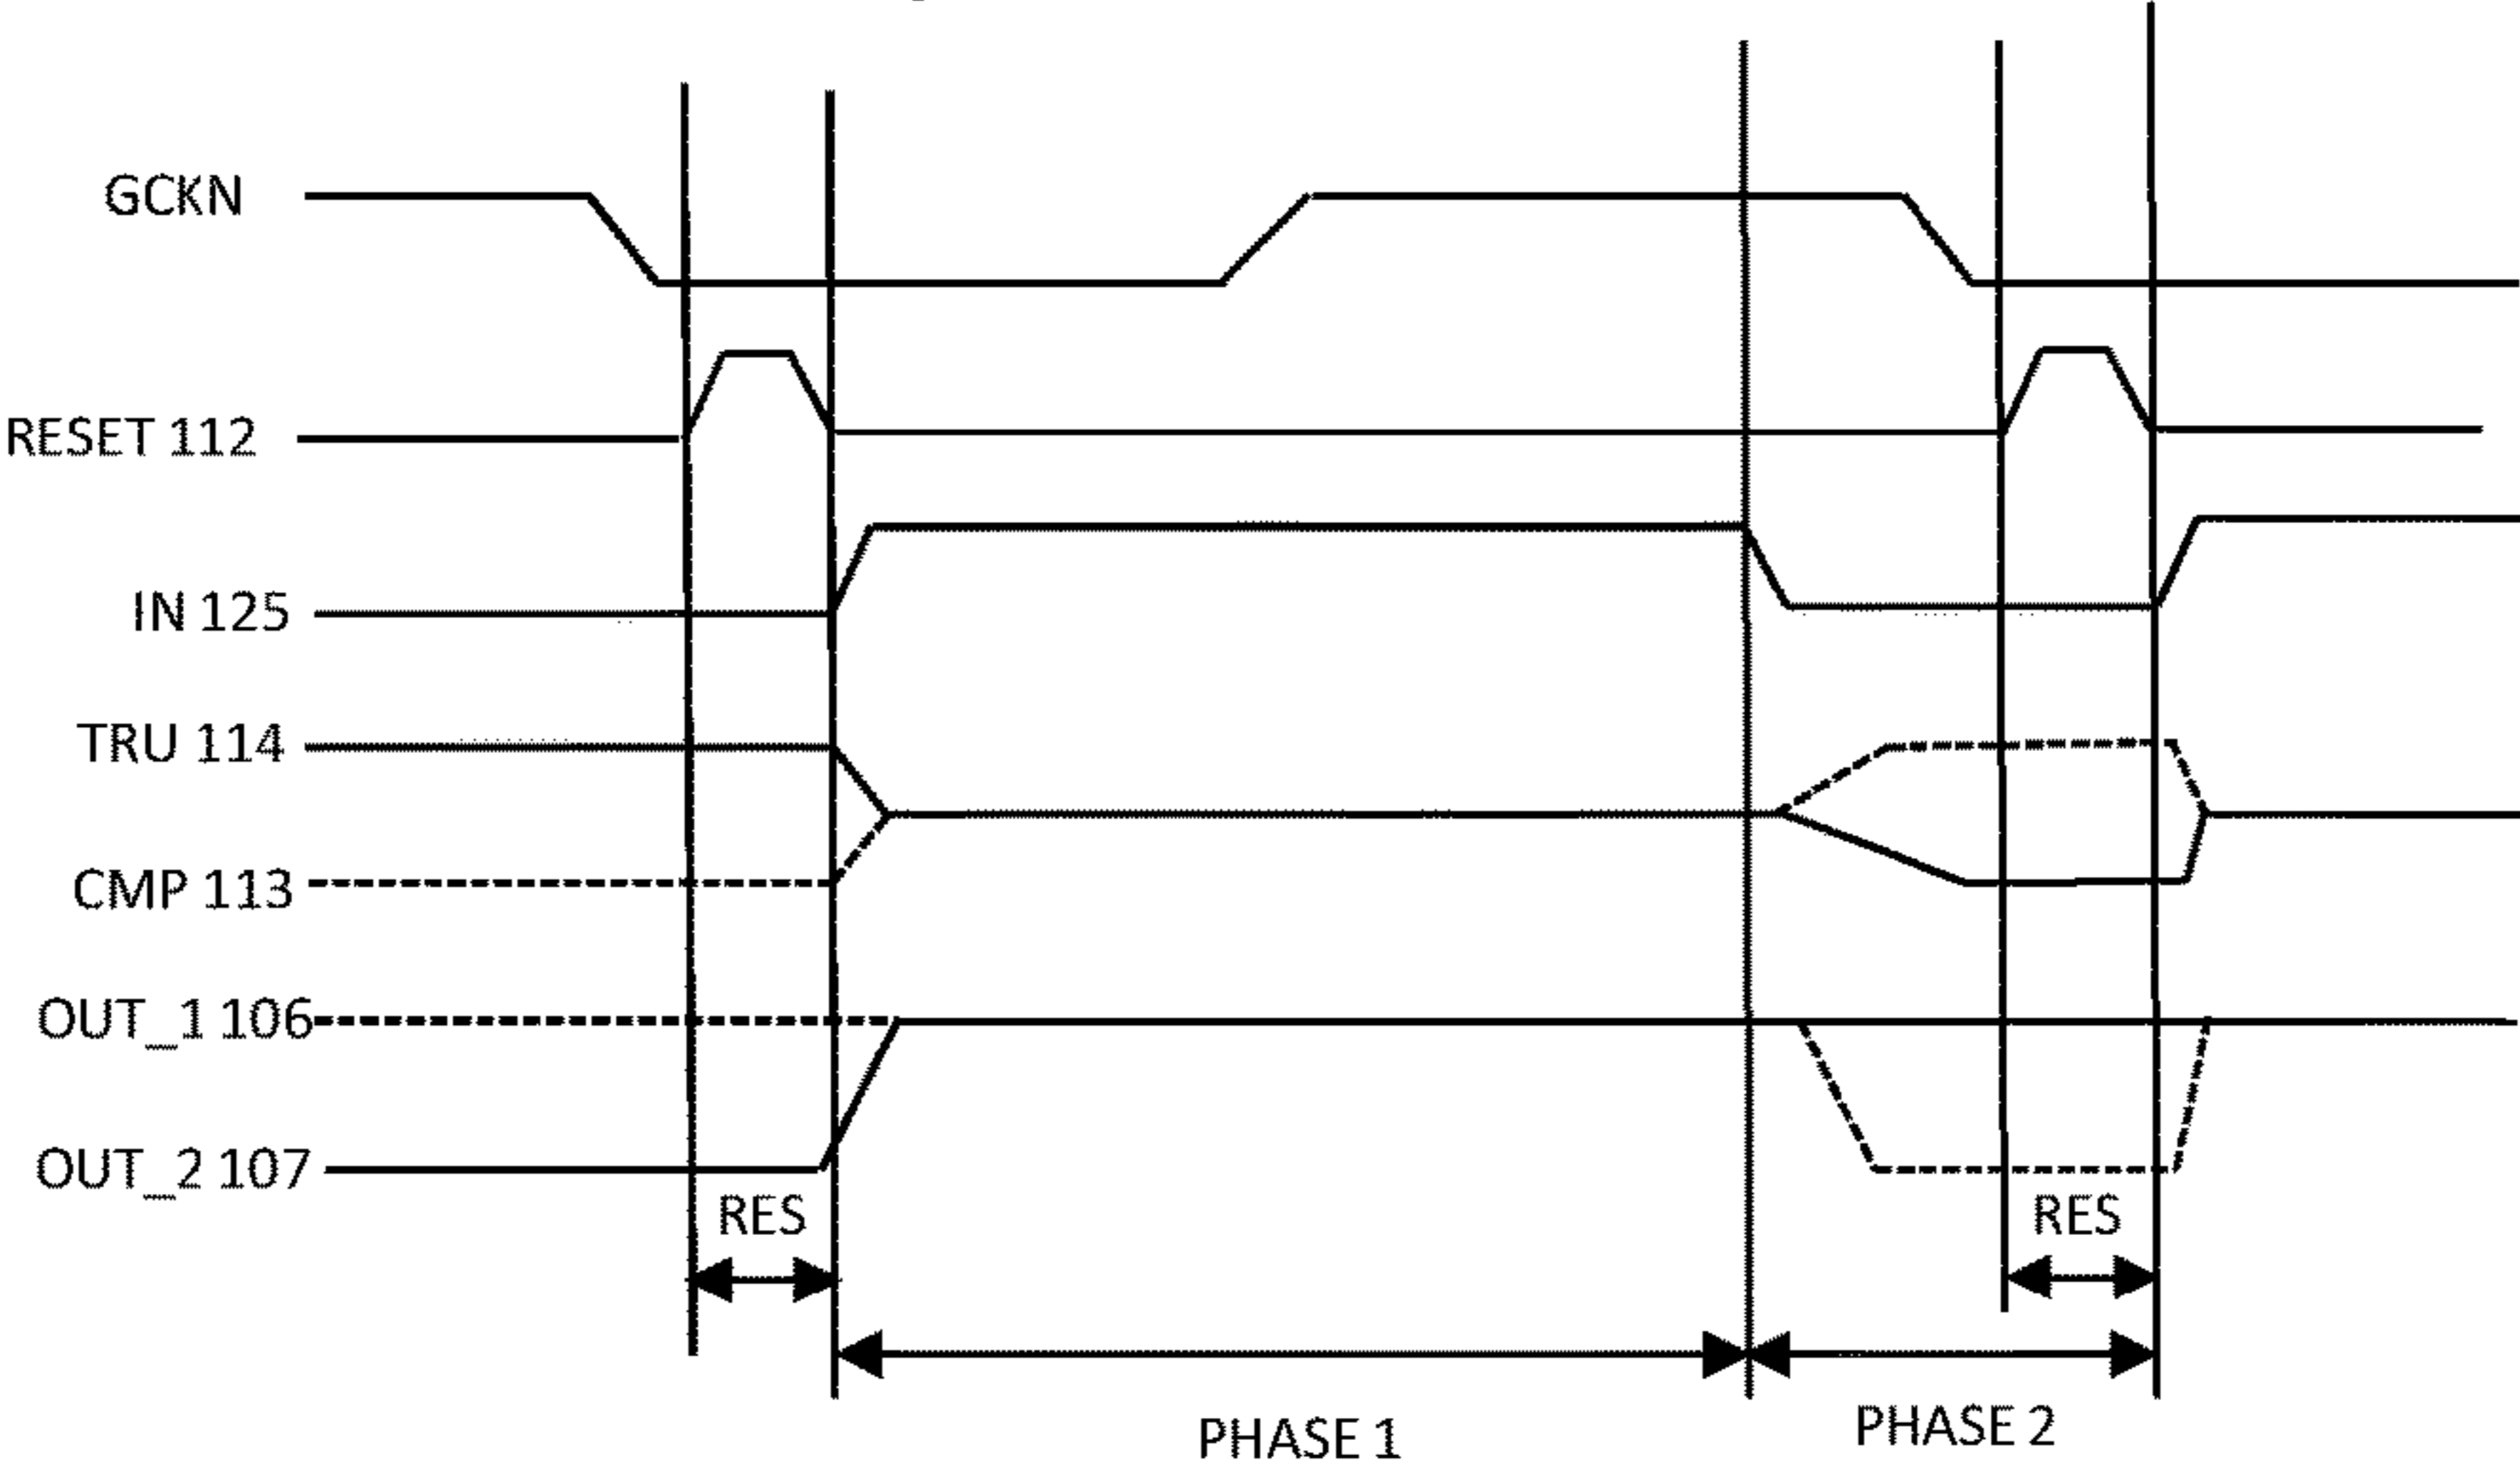 GCKN
RESET 112
IN 125
TRU 114
CMP 113
OUT_1 106
OUT_2 107
RES
RES
PHASE 1
PHASE 2